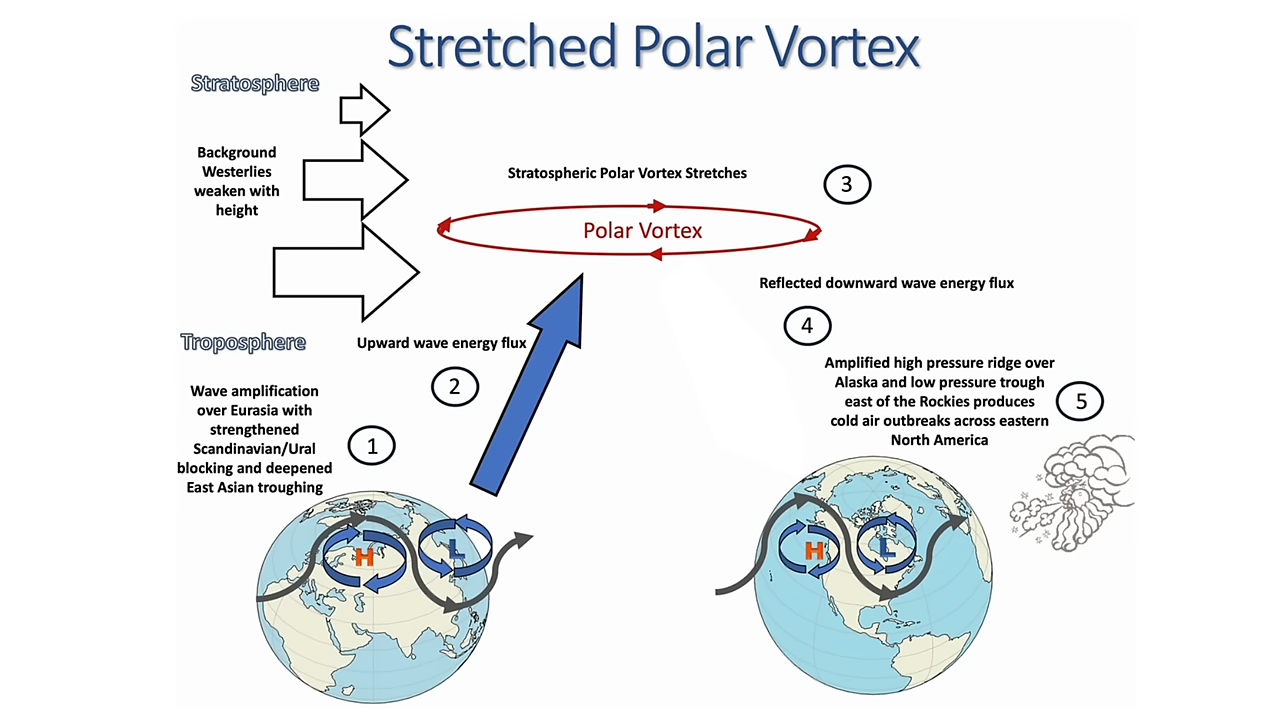 Stretched Polar Vortex
Stratosphere
Background
Westerlies
weaken with
height
Stratospheric Polar Vortex Stretches
3
Polar Vortex
Reflected downward wave energy flux
4
Troposphere
Upward wave energy flux
2
Wave amplification
over Eurasia with
strengthened
Scandinavian/Ural
blocking and deepened
East Asian troughing
1
Amplified high pressure ridge over
Alaska and low pressure trough
east of the Rockies produces
cold air outbreaks across eastern
North America
5
H
L
H
L